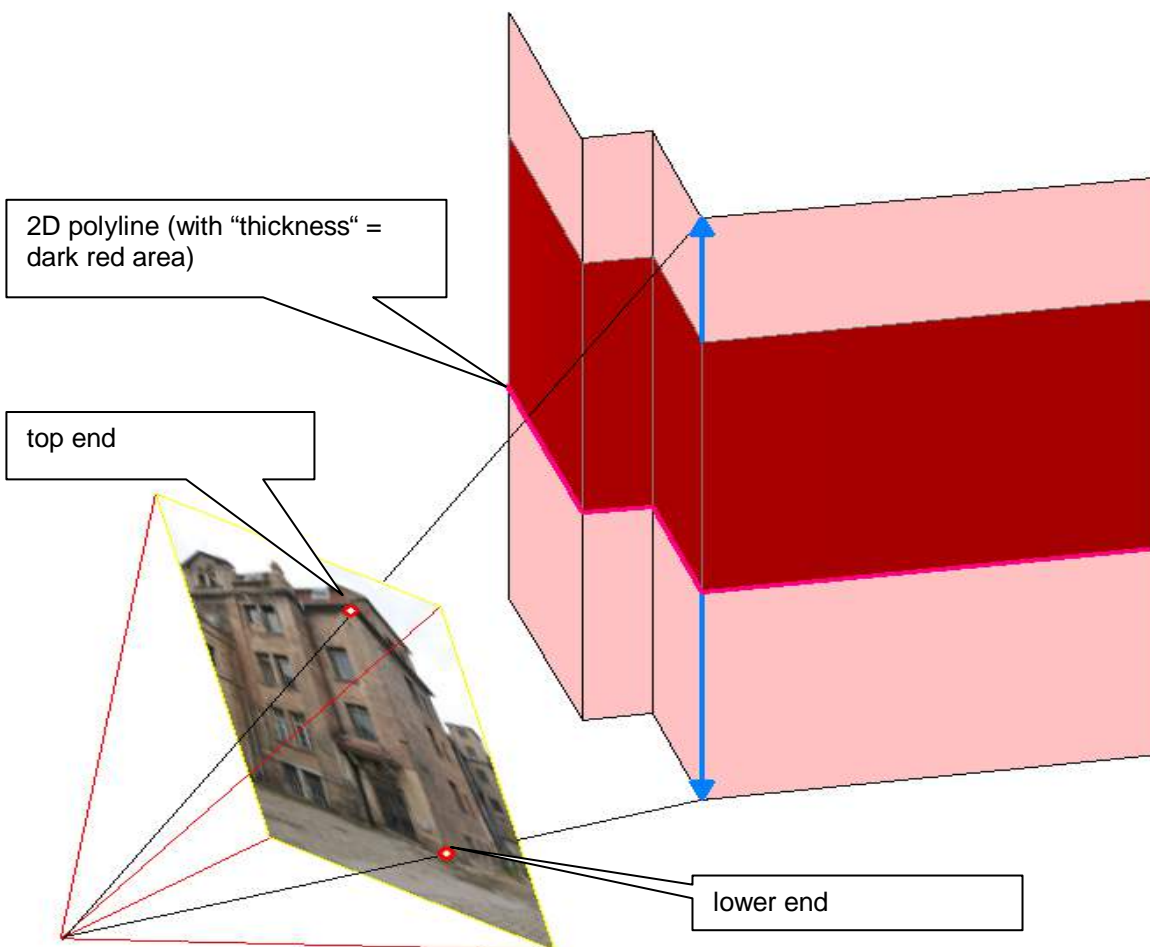 2D polyline (with “thickness“ =
dark red area)
top end
lower end